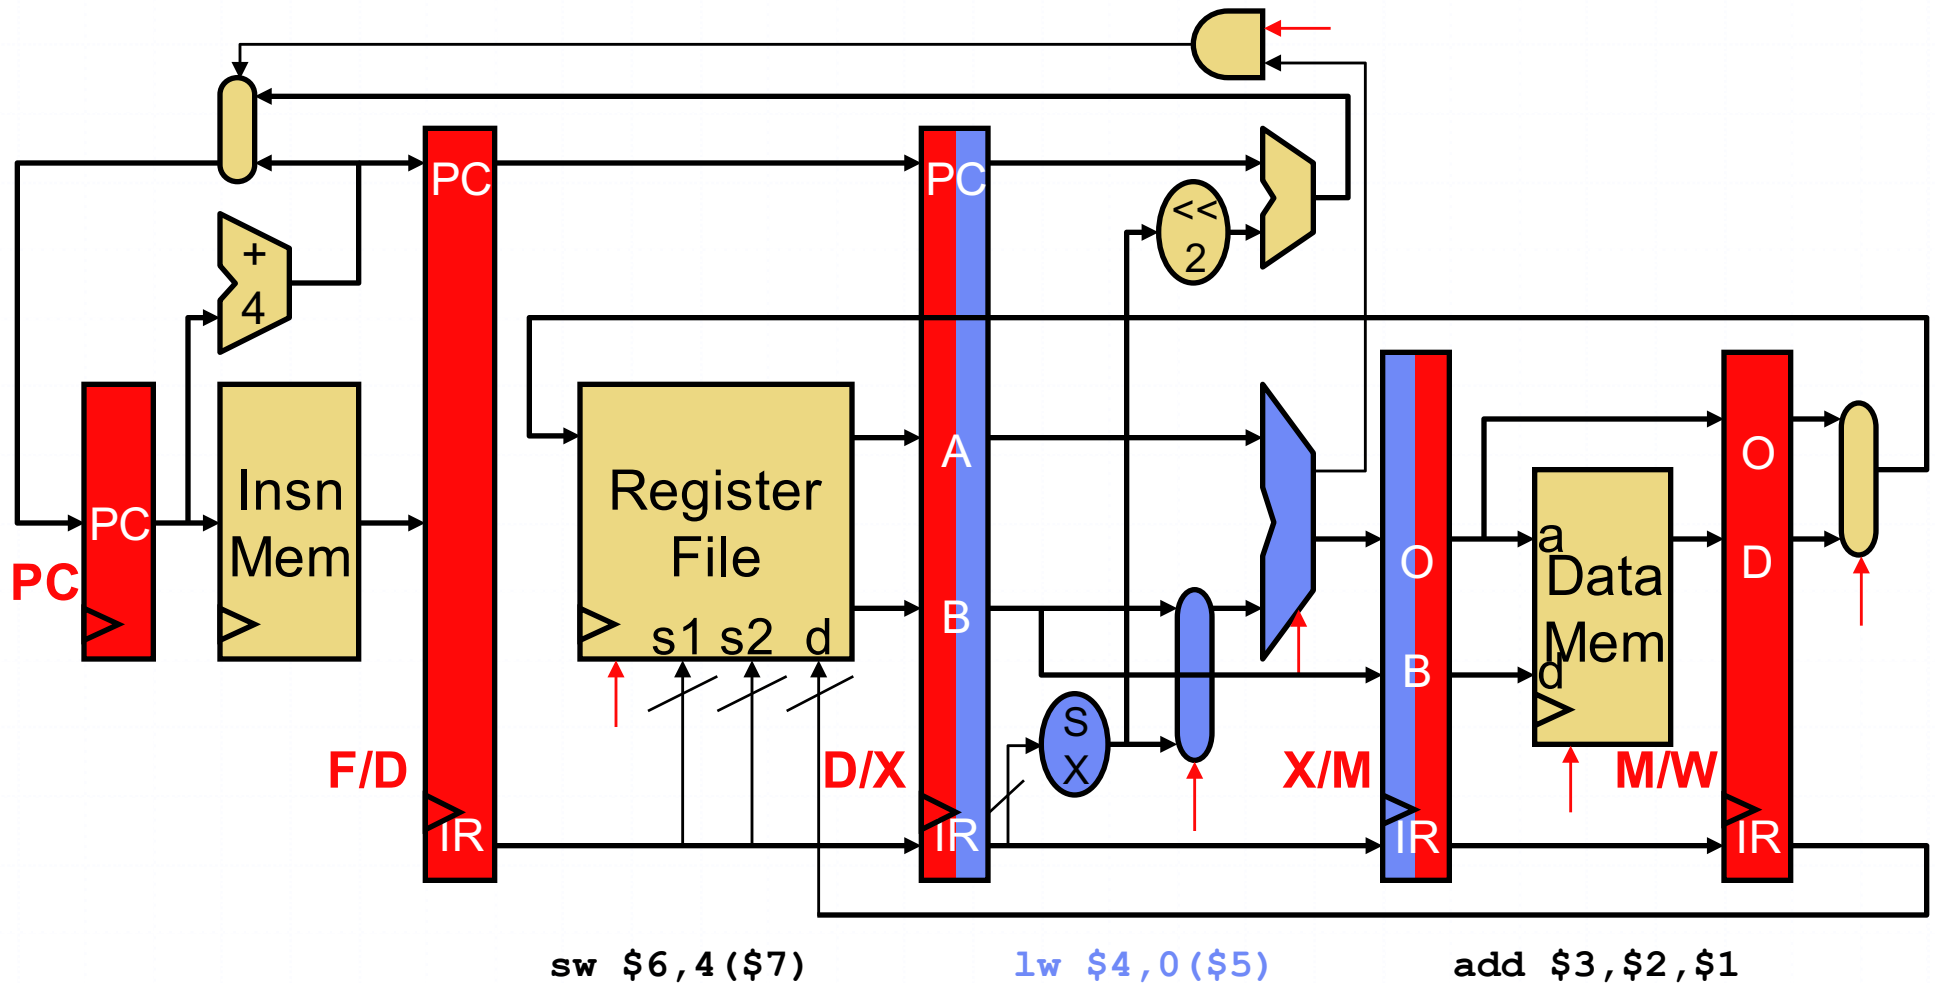 PC
PC
<<
2
+
4
PC
PC
Insn
Mem
F/D
IR
Register
File
s1 s2 d
A
B
D/X
IR
S
X
O
B
X/M
IR
a
Data
Mem
d
O
D
M/W
IR
sw $6,4($7)
lw $4,0($5)
add $3,$2,$1